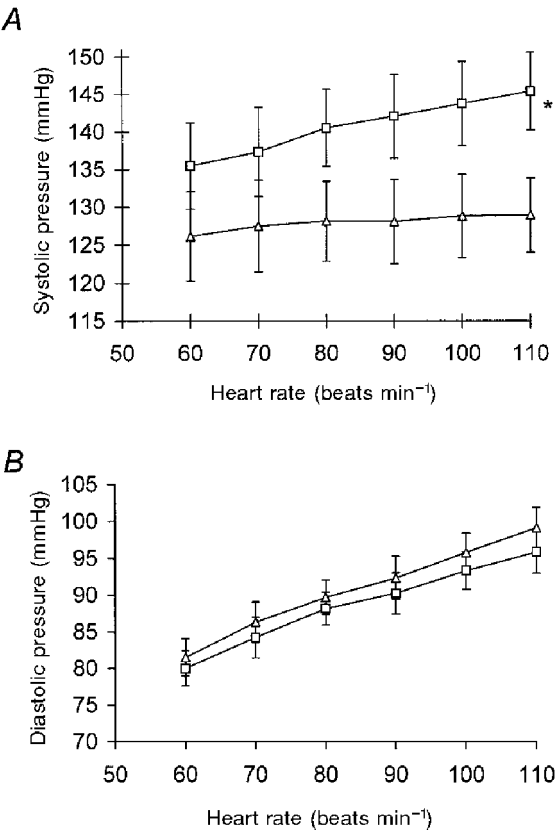 A
Systolic pressure (mmHg)
150
145
140
135
130
125
120
115
*
50 60 70 80 90 100 110
Heart rate (beats min⁻¹)
B
Diastolic pressure (mmHg)
105
100
95
90
85
80
75
70
50 60 70 80 90 100 110
Heart rate (beats min⁻¹)